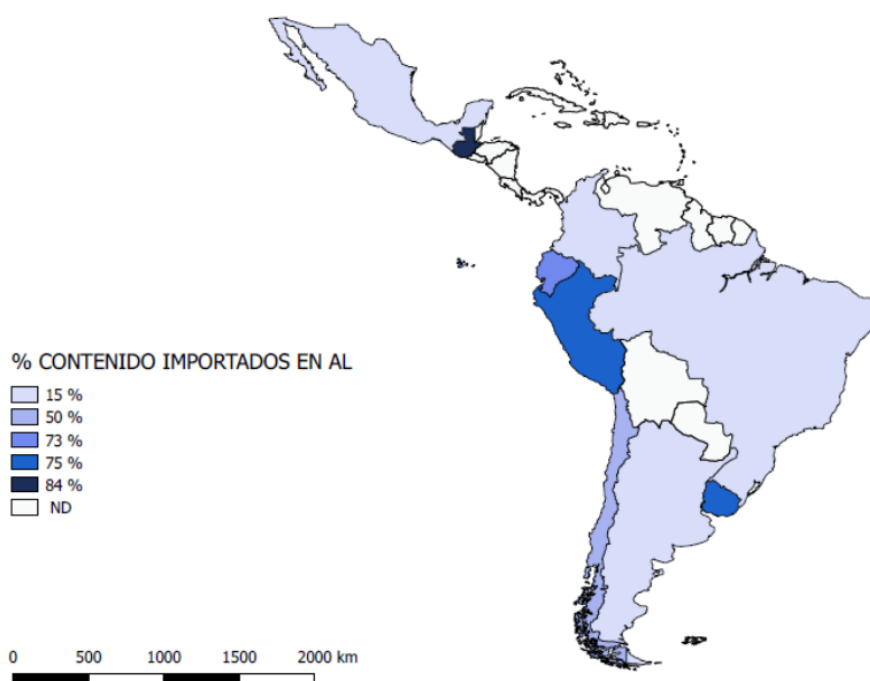 % CONTENIDO IMPORTADOS EN AL
15 %
50 %
73 %
75 %
84 %
ND
0 500 1000 1500 2000 km